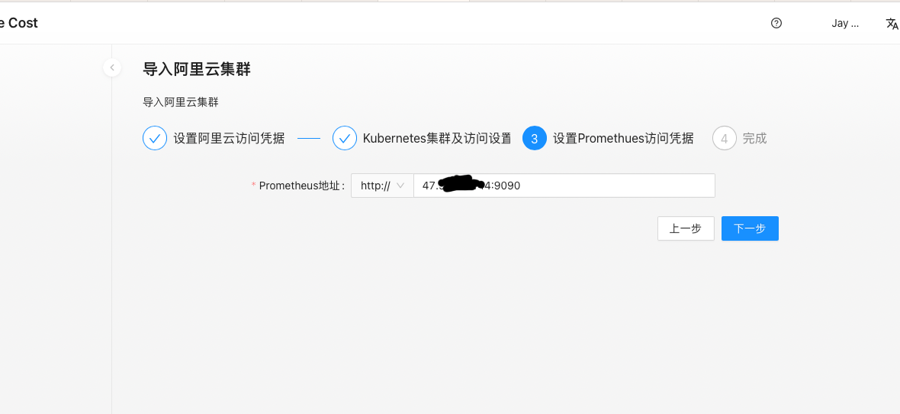 e Cost
Jay ...
导入阿里云集群
导入阿里云集群
设置阿里云访问凭据
Kubernetes集群及访问设置
3 设置Promethues访问凭据
4 完成
* Prometheus地址: http:// 47. 4:9090
上一步 下一步